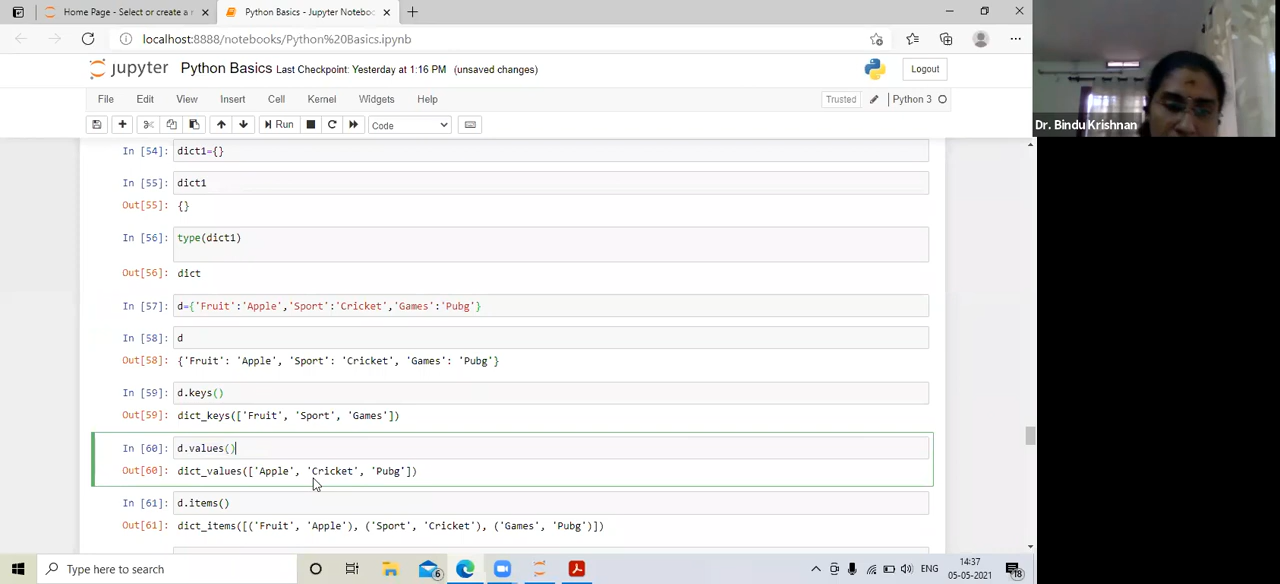 Home Page - Select or create a n
Python Basics - Jupyter Noteboo
localhost:8888/notebooks/Python%20Basics.ipynb
jupyter Python Basics Last Checkpoint: Yesterday at 1:16 PM (unsaved changes)
Logout
File Edit View Insert Cell Kernel Widgets Help
Trusted
Python 3
Run
Code
In [54]: dict1={}
In [55]: dict1
Out[55]: {}
In [56]: type(dict1)
Out[56]: dict
In [57]: d={'Fruit':'Apple','Sport':'Cricket','Games':'Pubg'}
In [58]: d
Out[58]: {'Fruit': 'Apple', 'Sport': 'Cricket', 'Games': 'Pubg'}
In [59]: d.keys()
Out[59]: dict_keys(['Fruit', 'Sport', 'Games'])
In [60]: d.values()
Out[60]: dict_values(['Apple', 'Cricket', 'Pubg'])
In [61]: d.items()
Out[61]: dict_items([('Fruit', 'Apple'), ('Sport', 'Cricket'), ('Games', 'Pubg')])
Dr. Bindu Krishnan
Type here to search
6
ENG
14:37
05-05-2021
18